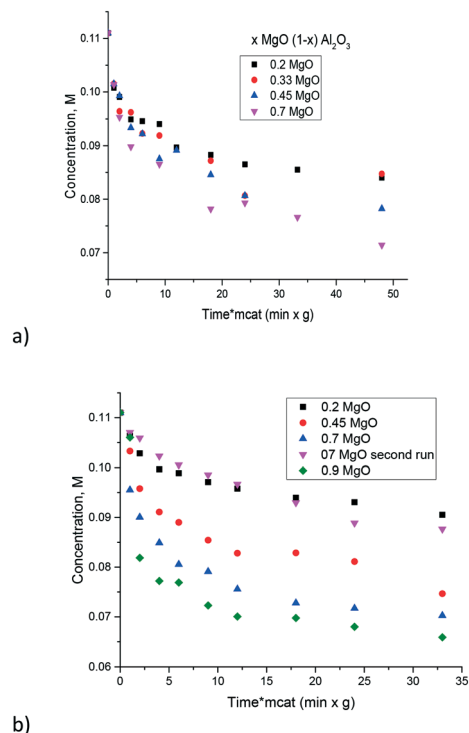 x MgO (1-x) Al₂O₃
0.2 MgO
0.33 MgO
0.45 MgO
0.7 MgO
0.11
0.10
0.09
0.08
0.07
Concentration, M
0 10 20 30 40 50
Time*mcat (min x g)
a)
0.2 MgO
0.45 MgO
0.7 MgO
07 MgO second run
0.9 MgO
0.11
0.10
0.09
0.08
0.07
0.06
Concentration, M
0 5 10 15 20 25 30 35
Time*mcat (min x g)
b)